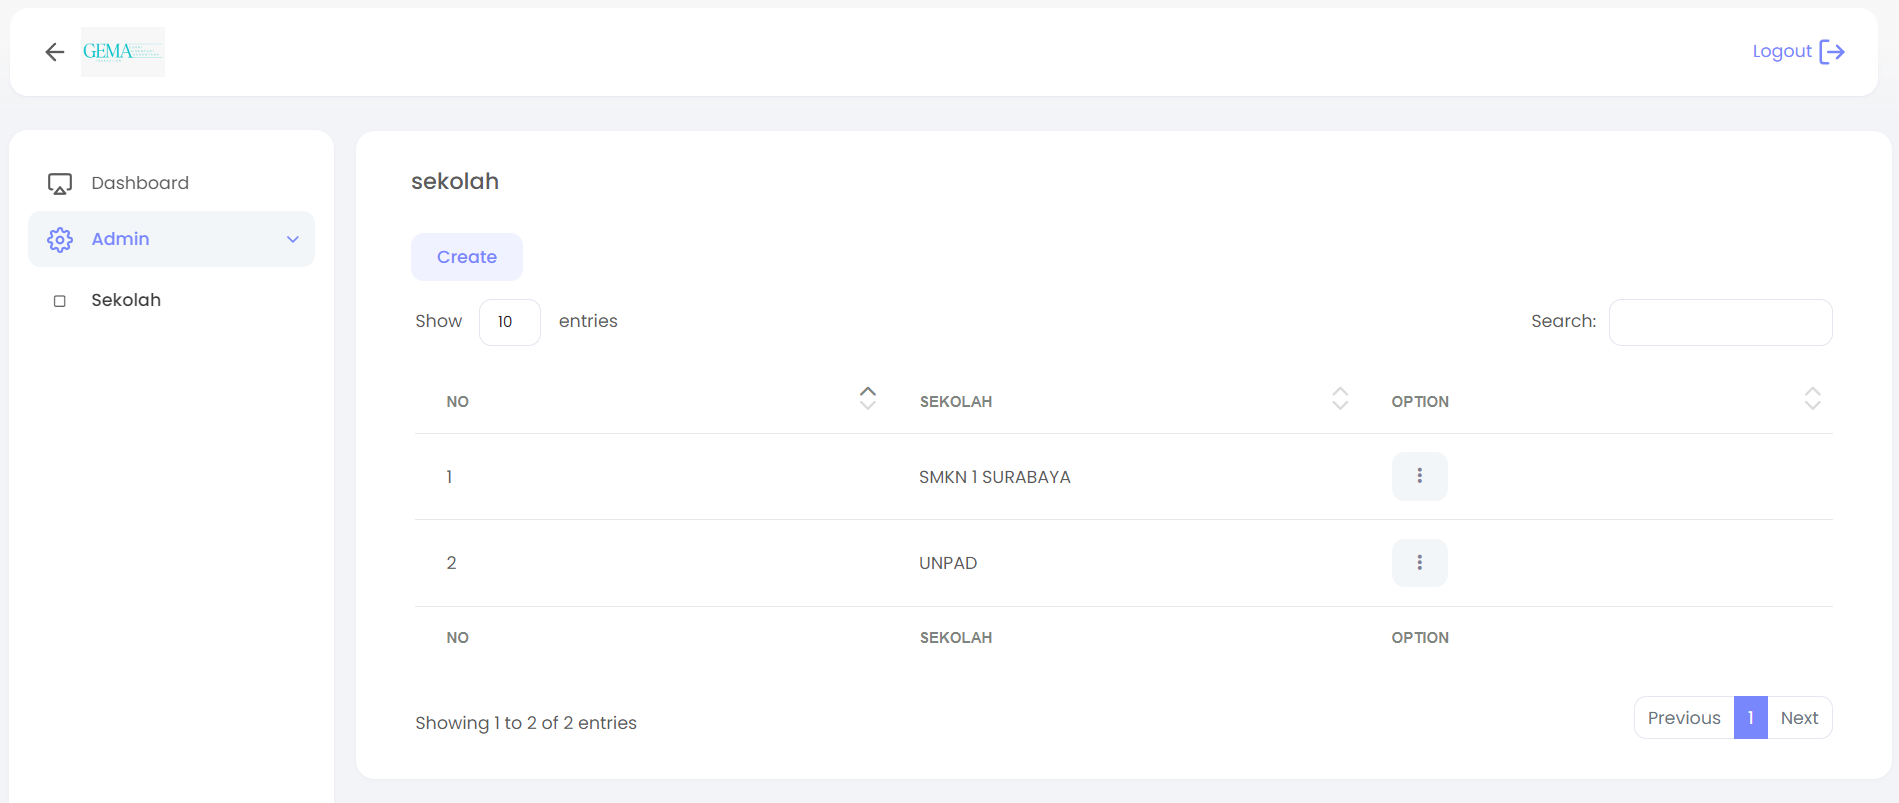 GEMA
Logout
Dashboard
Admin
Sekolah
sekolah
Create
Show 10 entries
Search:
NO SEKOLAH OPTION
1 SMKN 1 SURABAYA
2 UNPAD
NO SEKOLAH OPTION
Showing 1 to 2 of 2 entries
Previous 1 Next